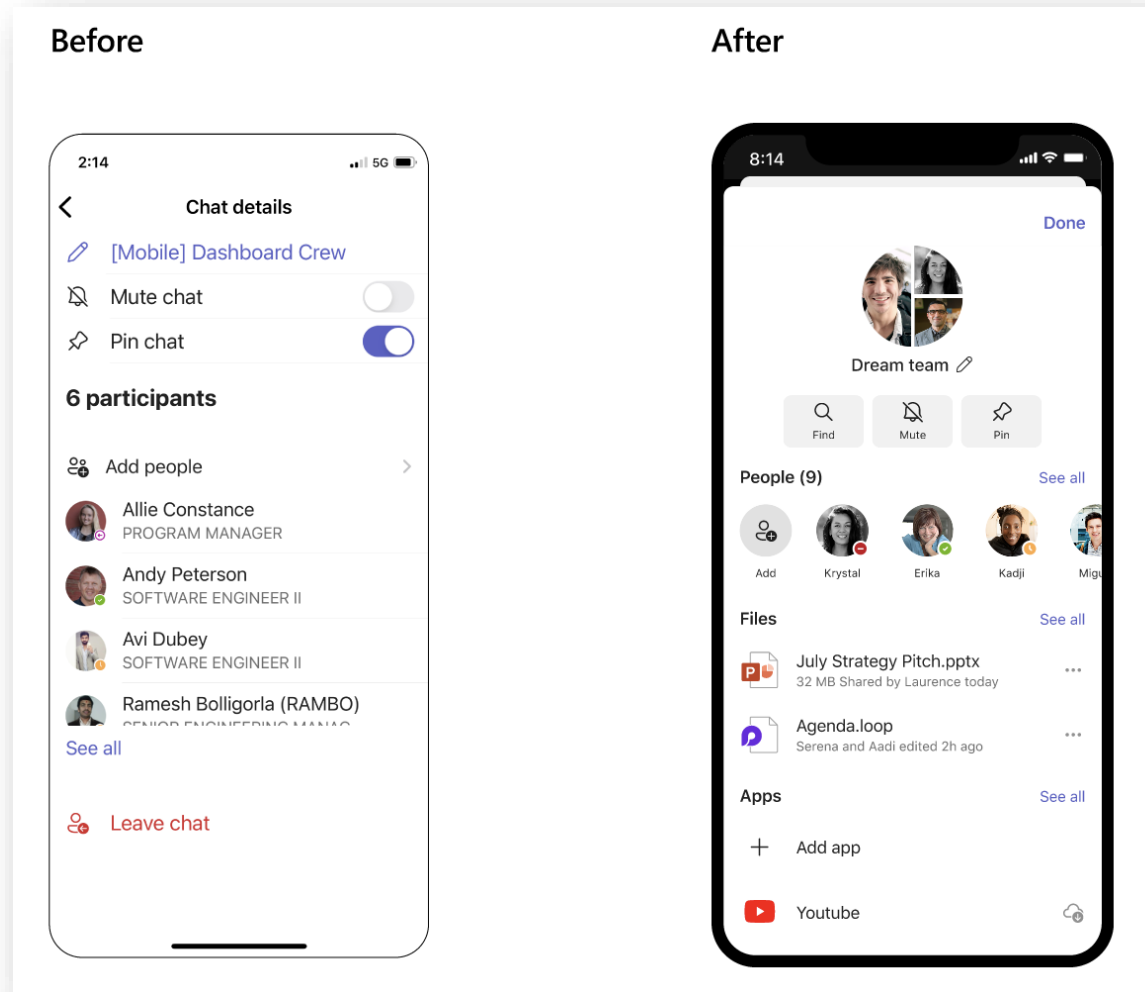 Before
2:14
5G
Chat details
[Mobile] Dashboard Crew
Mute chat
Pin chat
6 participants
Add people
Allie Constance
PROGRAM MANAGER
Andy Peterson
SOFTWARE ENGINEER II
Avi Dubey
SOFTWARE ENGINEER II
Ramesh Bolligorla (RAMBO)
SENIOR ENGINEERING MANAG
See all
Leave chat
After
8:14
Done
Dream team
Find Mute Pin
People (9) See all
Add Krystal Erika Kadji Migu
Files See all
P
July Strategy Pitch.pptx
32 MB Shared by Laurence today
Agenda.loop
Serena and Aadi edited 2h ago
Apps See all
Add app
Youtube